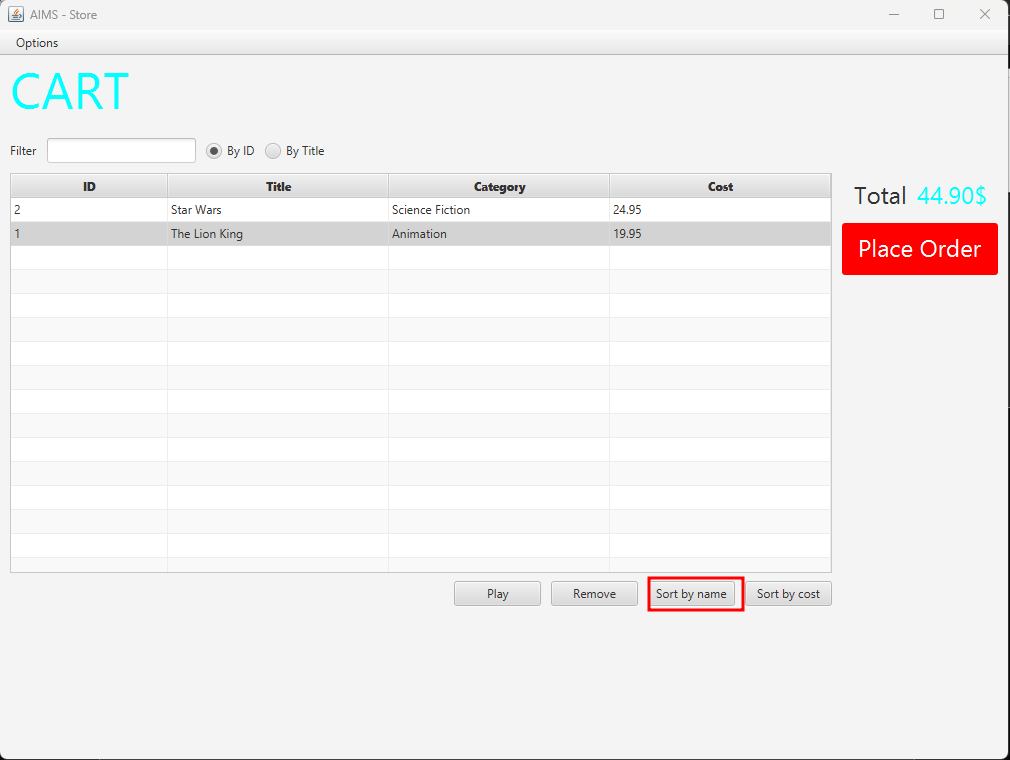 AIMS - Store
Options
CART
Filter By ID By Title
ID Title Category Cost
2 Star Wars Science Fiction 24.95
1 The Lion King Animation 19.95
Total 44.90$
Place Order
Play Remove Sort by name Sort by cost